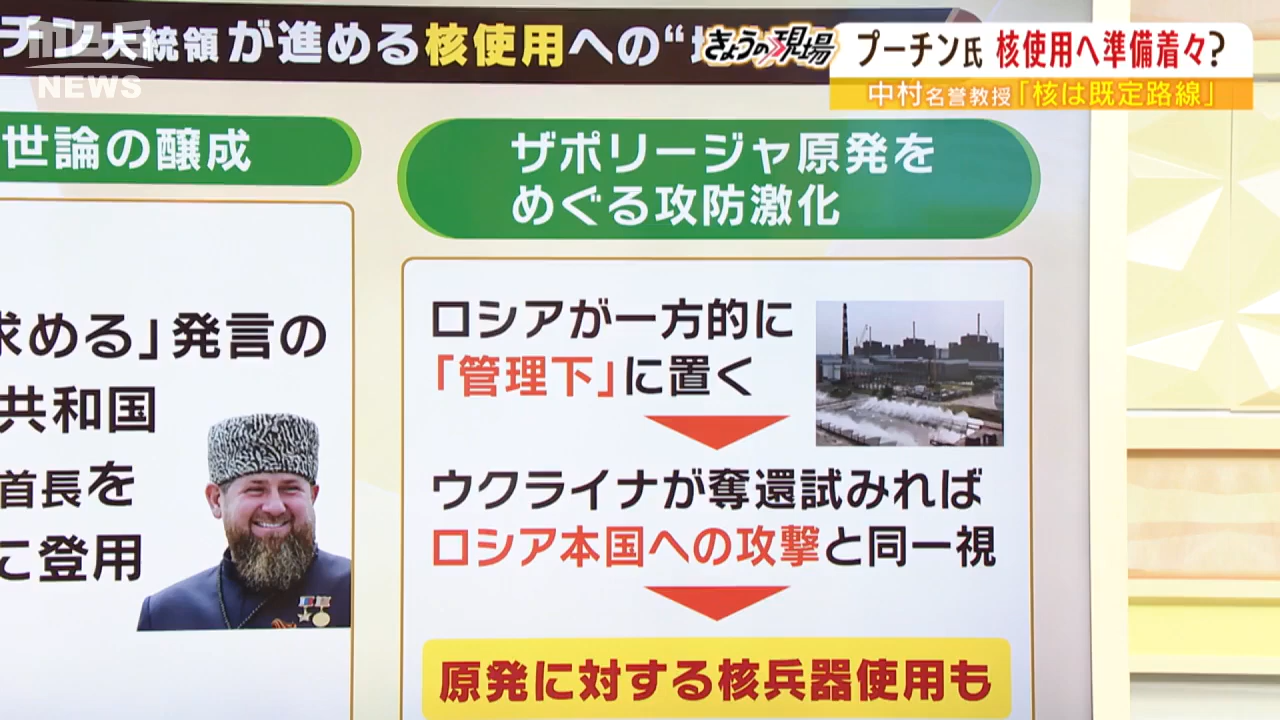 チン大統領が進める核使用への“
NEWS
きょうの現場
プーチン氏 核使用へ準備着々?
中村名誉教授「核は既定路線」
世論の醸成
求める」発言の
共和国
首長を
に登用
ザポリージャ原発を
めぐる攻防激化
ロシアが一方的に
「管理下」に置く
ウクライナが奪還試みれば
ロシア本国への攻撃と同一視
原発に対する核兵器使用も